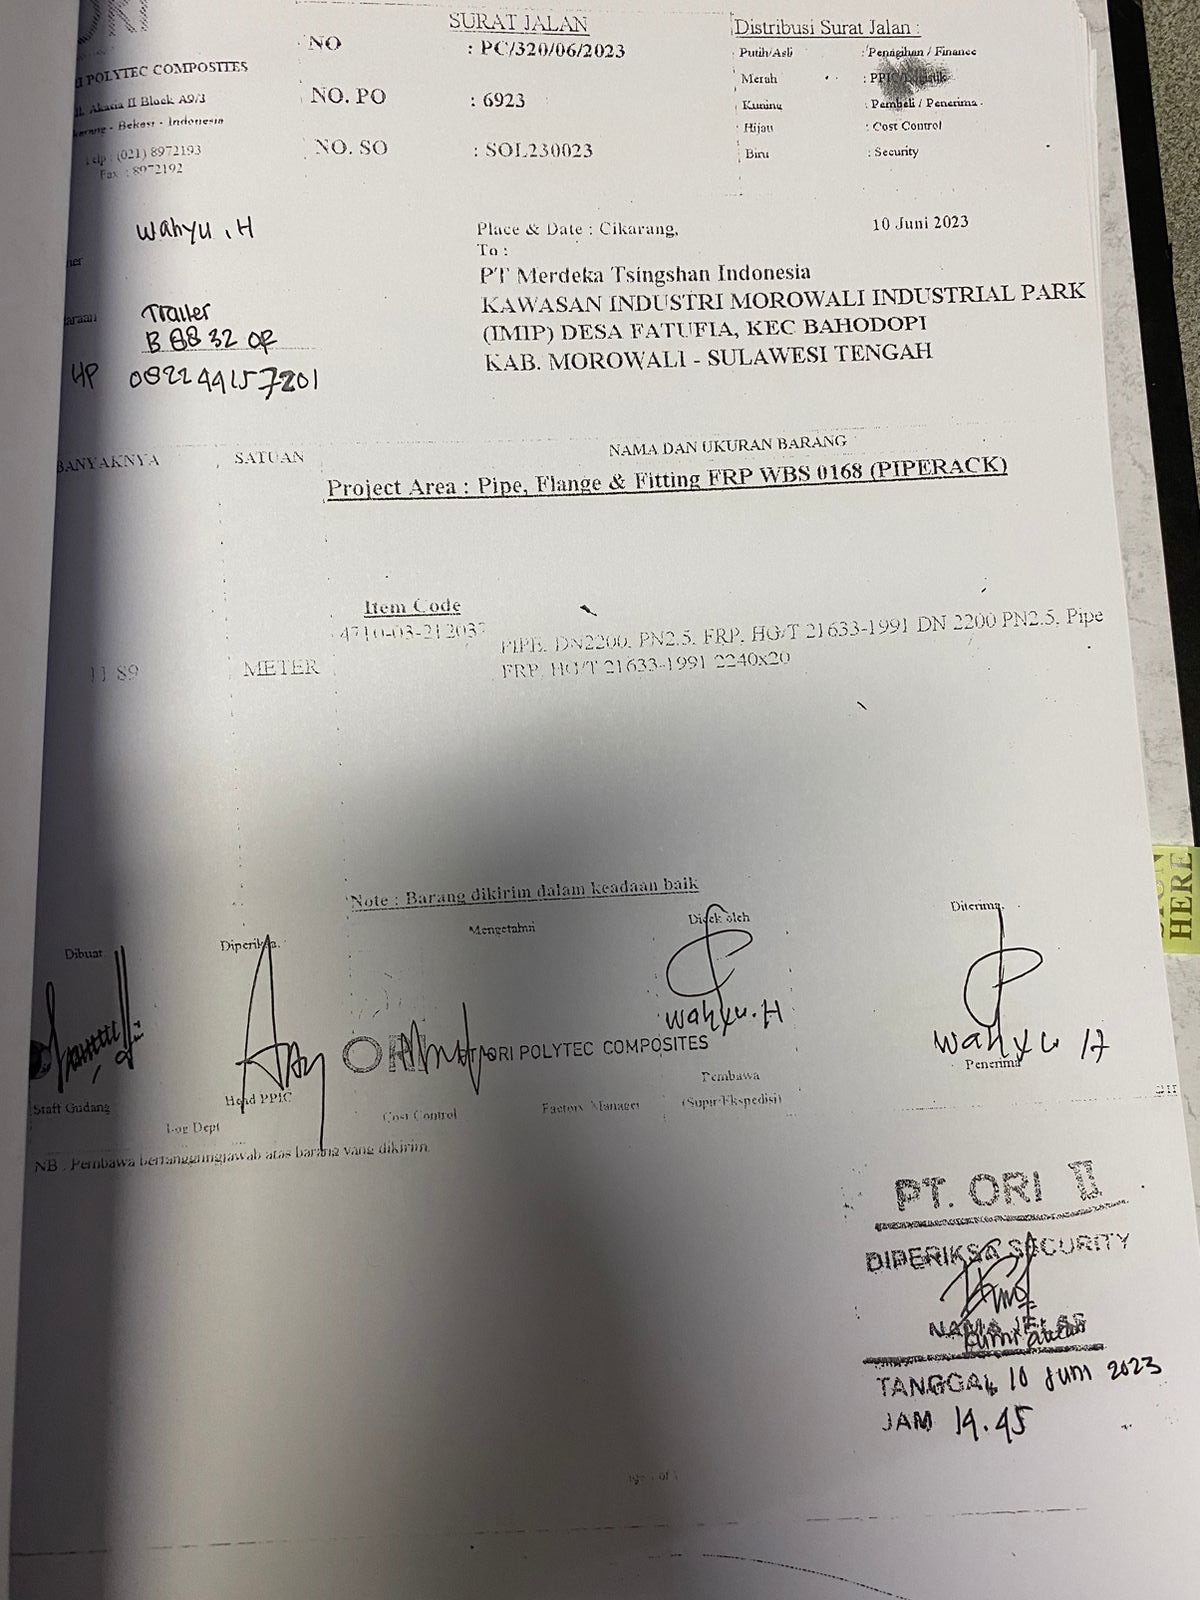 SURAT JALAN
NO : PC/320/06/2023
NO. PO : 6923
NO. SO : SOL230023
Distribusi Surat Jalan :
Putih/Asli : Penagihan / Finance
Merah : PPIC/Logistik
Kuning : Pembeli / Penerima
Hijau : Cost Control
Biru : Security
ORI
POLYTEC COMPOSITES
Jl. Akasia II Block A9/3
- Bekasi - Indonesia
Telp : (021) 8972193
Fax : 8972192
Wahyu . H
Trailer
B 8832
HP 082244157201
Place & Date : Cikarang, 10 Juni 2023
To :
PT Merdeka Tsingshan Indonesia
KAWASAN INDUSTRI MOROWALI INDUSTRIAL PARK
(IMIP) DESA FATUFIA, KEC BAHODOPI
KAB. MOROWALI - SULAWESI TENGAH
BANYAKNYA SATUAN NAMA DAN UKURAN BARANG
Project Area : Pipe, Flange & Fitting FRP WBS 0168 (PIPERACK)
Item Code
4710-03-212037 PIPE, DN2200, PN2.5, FRP, HG/T 21633-1991 DN 2200 PN2.5, Pipe
11.89 METER FRP, HG/T 21633-1991 2240x20
Note : Barang dikirim dalam keadaan baik
Dibuat Diperiksa Mengetahui Dicek oleh Diterima
Wahyu.H
Wahyu H
ORI POLYTEC COMPOSITES
Staff Gudang Head PPIC Cost Control Factory Manager Pembawa Penerima
Log Dept (Supir/Ekspedisi)
NB : Pembawa bertanggungjawab atas barang yang dikirim
HERE
PT. ORI II
DIPERIKSA SECURITY
NAMA JELAS
TANGGAL 10 Juni 2023
JAM 14.45